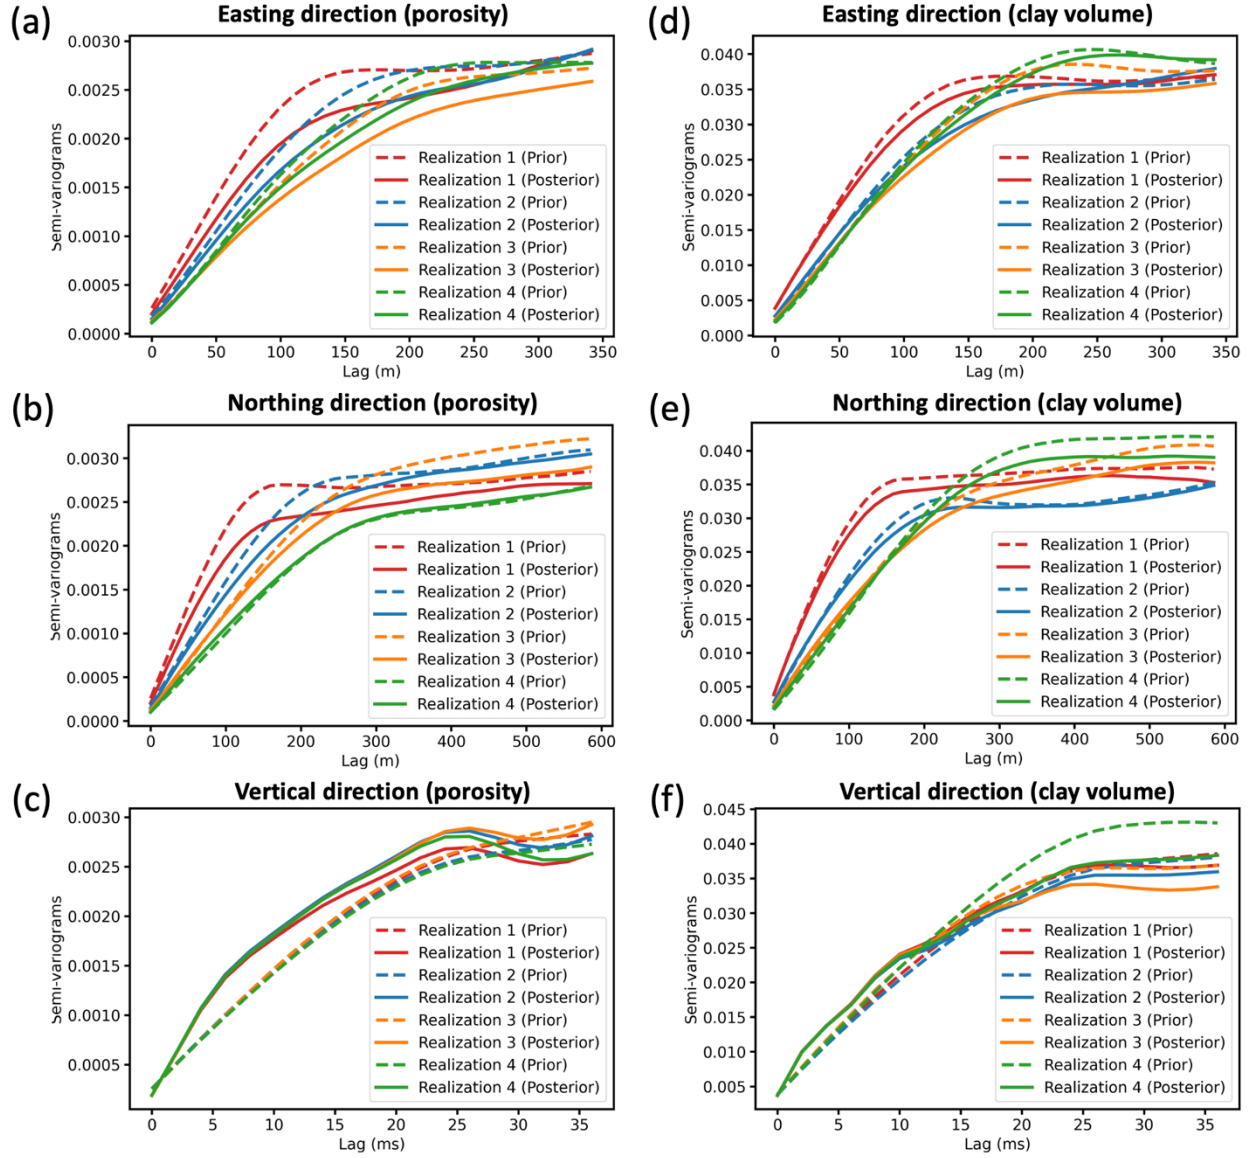 (a)
Easting direction (porosity)
0.0030
0.0025
0.0020
0.0015
0.0010
0.0005
0.0000
Semi-variograms
Realization 1 (Prior)
Realization 1 (Posterior)
Realization 2 (Prior)
Realization 2 (Posterior)
Realization 3 (Prior)
Realization 3 (Posterior)
Realization 4 (Prior)
Realization 4 (Posterior)
0 50 100 150 200 250 300 350
Lag (m)
(d)
Easting direction (clay volume)
0.040
0.035
0.030
0.025
0.020
0.015
0.010
0.005
0.000
Semi-variograms
Realization 1 (Prior)
Realization 1 (Posterior)
Realization 2 (Prior)
Realization 2 (Posterior)
Realization 3 (Prior)
Realization 3 (Posterior)
Realization 4 (Prior)
Realization 4 (Posterior)
0 50 100 150 200 250 300 350
Lag (m)
(b)
Northing direction (porosity)
0.0030
0.0025
0.0020
0.0015
0.0010
0.0005
0.0000
Semi-variograms
Realization 1 (Prior)
Realization 1 (Posterior)
Realization 2 (Prior)
Realization 2 (Posterior)
Realization 3 (Prior)
Realization 3 (Posterior)
Realization 4 (Prior)
Realization 4 (Posterior)
0 100 200 300 400 500 600
Lag (m)
(e)
Northing direction (clay volume)
0.040
0.035
0.030
0.025
0.020
0.015
0.010
0.005
0.000
Semi-variograms
Realization 1 (Prior)
Realization 1 (Posterior)
Realization 2 (Prior)
Realization 2 (Posterior)
Realization 3 (Prior)
Realization 3 (Posterior)
Realization 4 (Prior)
Realization 4 (Posterior)
0 100 200 300 400 500 600
Lag (m)
(c)
Vertical direction (porosity)
0.0030
0.0025
0.0020
0.0015
0.0010
0.0005
Semi-variograms
Realization 1 (Prior)
Realization 1 (Posterior)
Realization 2 (Prior)
Realization 2 (Posterior)
Realization 3 (Prior)
Realization 3 (Posterior)
Realization 4 (Prior)
Realization 4 (Posterior)
0 5 10 15 20 25 30 35
Lag (ms)
(f)
Vertical direction (clay volume)
0.045
0.040
0.035
0.030
0.025
0.020
0.015
0.010
0.005
Semi-variograms
Realization 1 (Prior)
Realization 1 (Posterior)
Realization 2 (Prior)
Realization 2 (Posterior)
Realization 3 (Prior)
Realization 3 (Posterior)
Realization 4 (Prior)
Realization 4 (Posterior)
0 5 10 15 20 25 30 35
Lag (ms)